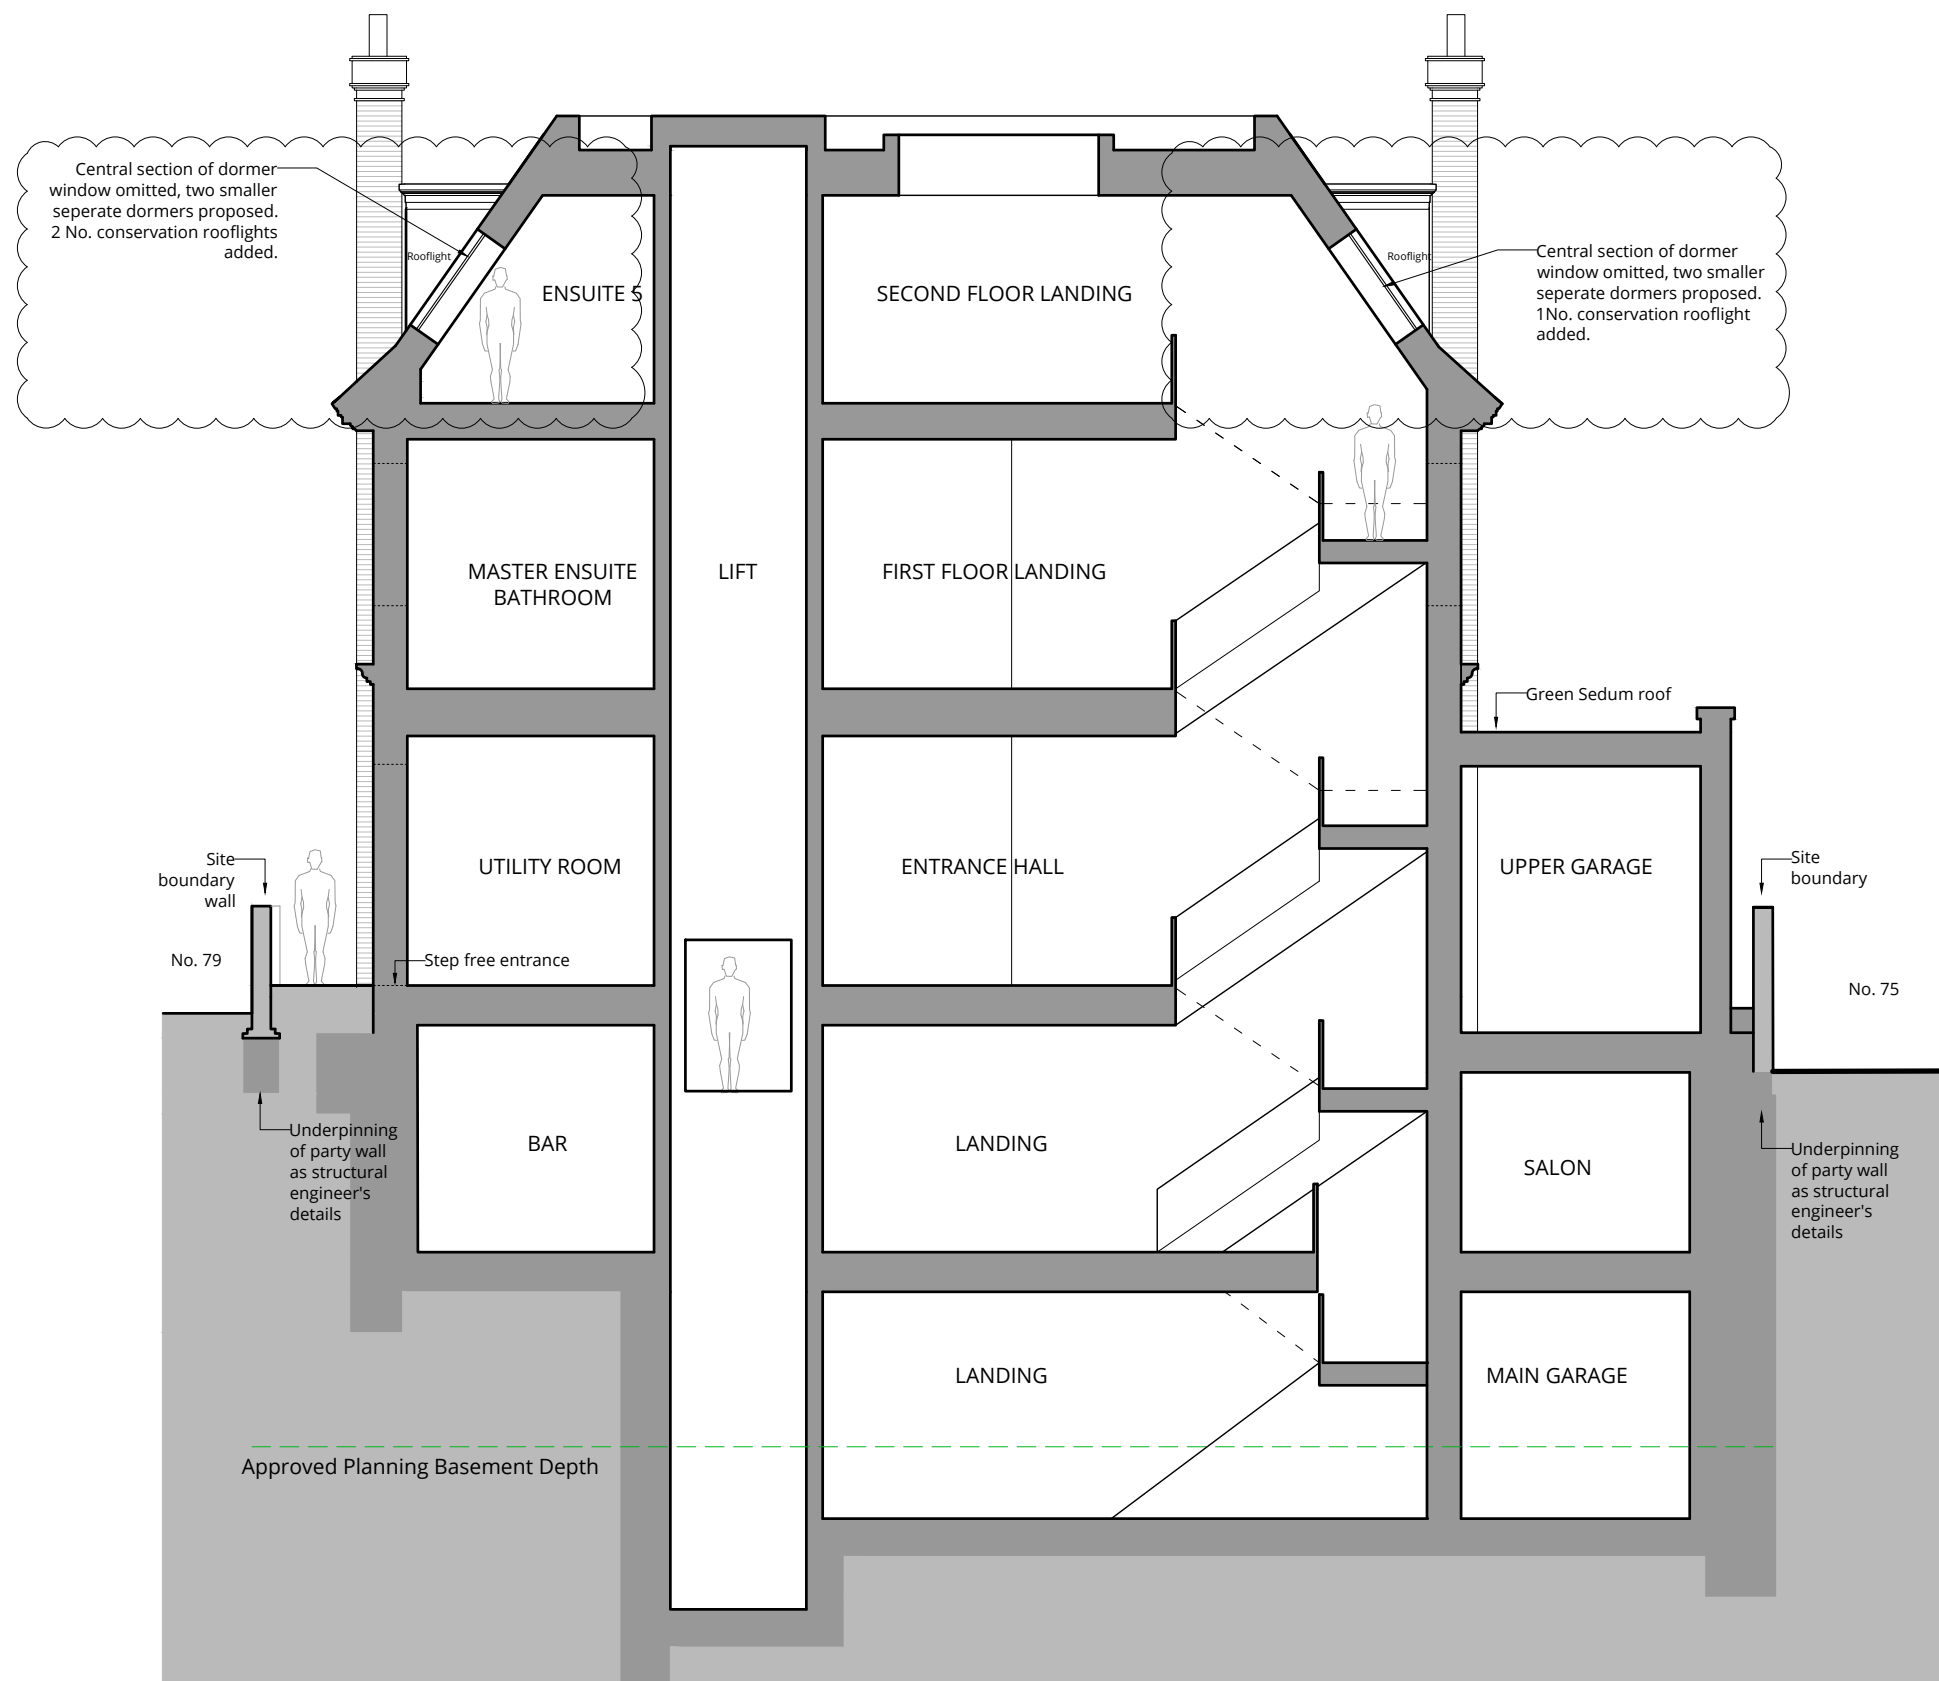 Central section of dormer
window omitted, two smaller
seperate dormers proposed.
2 No. conservation rooflights
added.
Rooflight
ENSUITE 5
SECOND FLOOR LANDING
Rooflight
Central section of dormer
window omitted, two smaller
seperate dormers proposed.
1No. conservation rooflight
added.
MASTER ENSUITE
BATHROOM
LIFT
FIRST FLOOR LANDING
Green Sedum roof
Site
boundary
wall
No. 79
UTILITY ROOM
Step free entrance
ENTRANCE HALL
UPPER GARAGE
Site
boundary
No. 75
Underpinning
of party wall
as structural
engineer's
details
BAR
LANDING
SALON
Underpinning
of party wall
as structural
engineer's
details
LANDING
MAIN GARAGE
Approved Planning Basement Depth